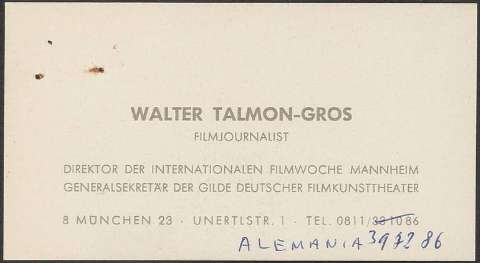 WALTER TALMON-GROS
FILMJOURNALIST
DIREKTOR DER INTERNATIONALEN FILMWOCHE MANNHEIM
GENERALSEKRETÄR DER GILDE DEUTSCHER FILMKUNSTTHEATER
8 MÜNCHEN 23 · UNERTLSTR. 1 · TEL. 0811/331086
ALEMANIA 397286